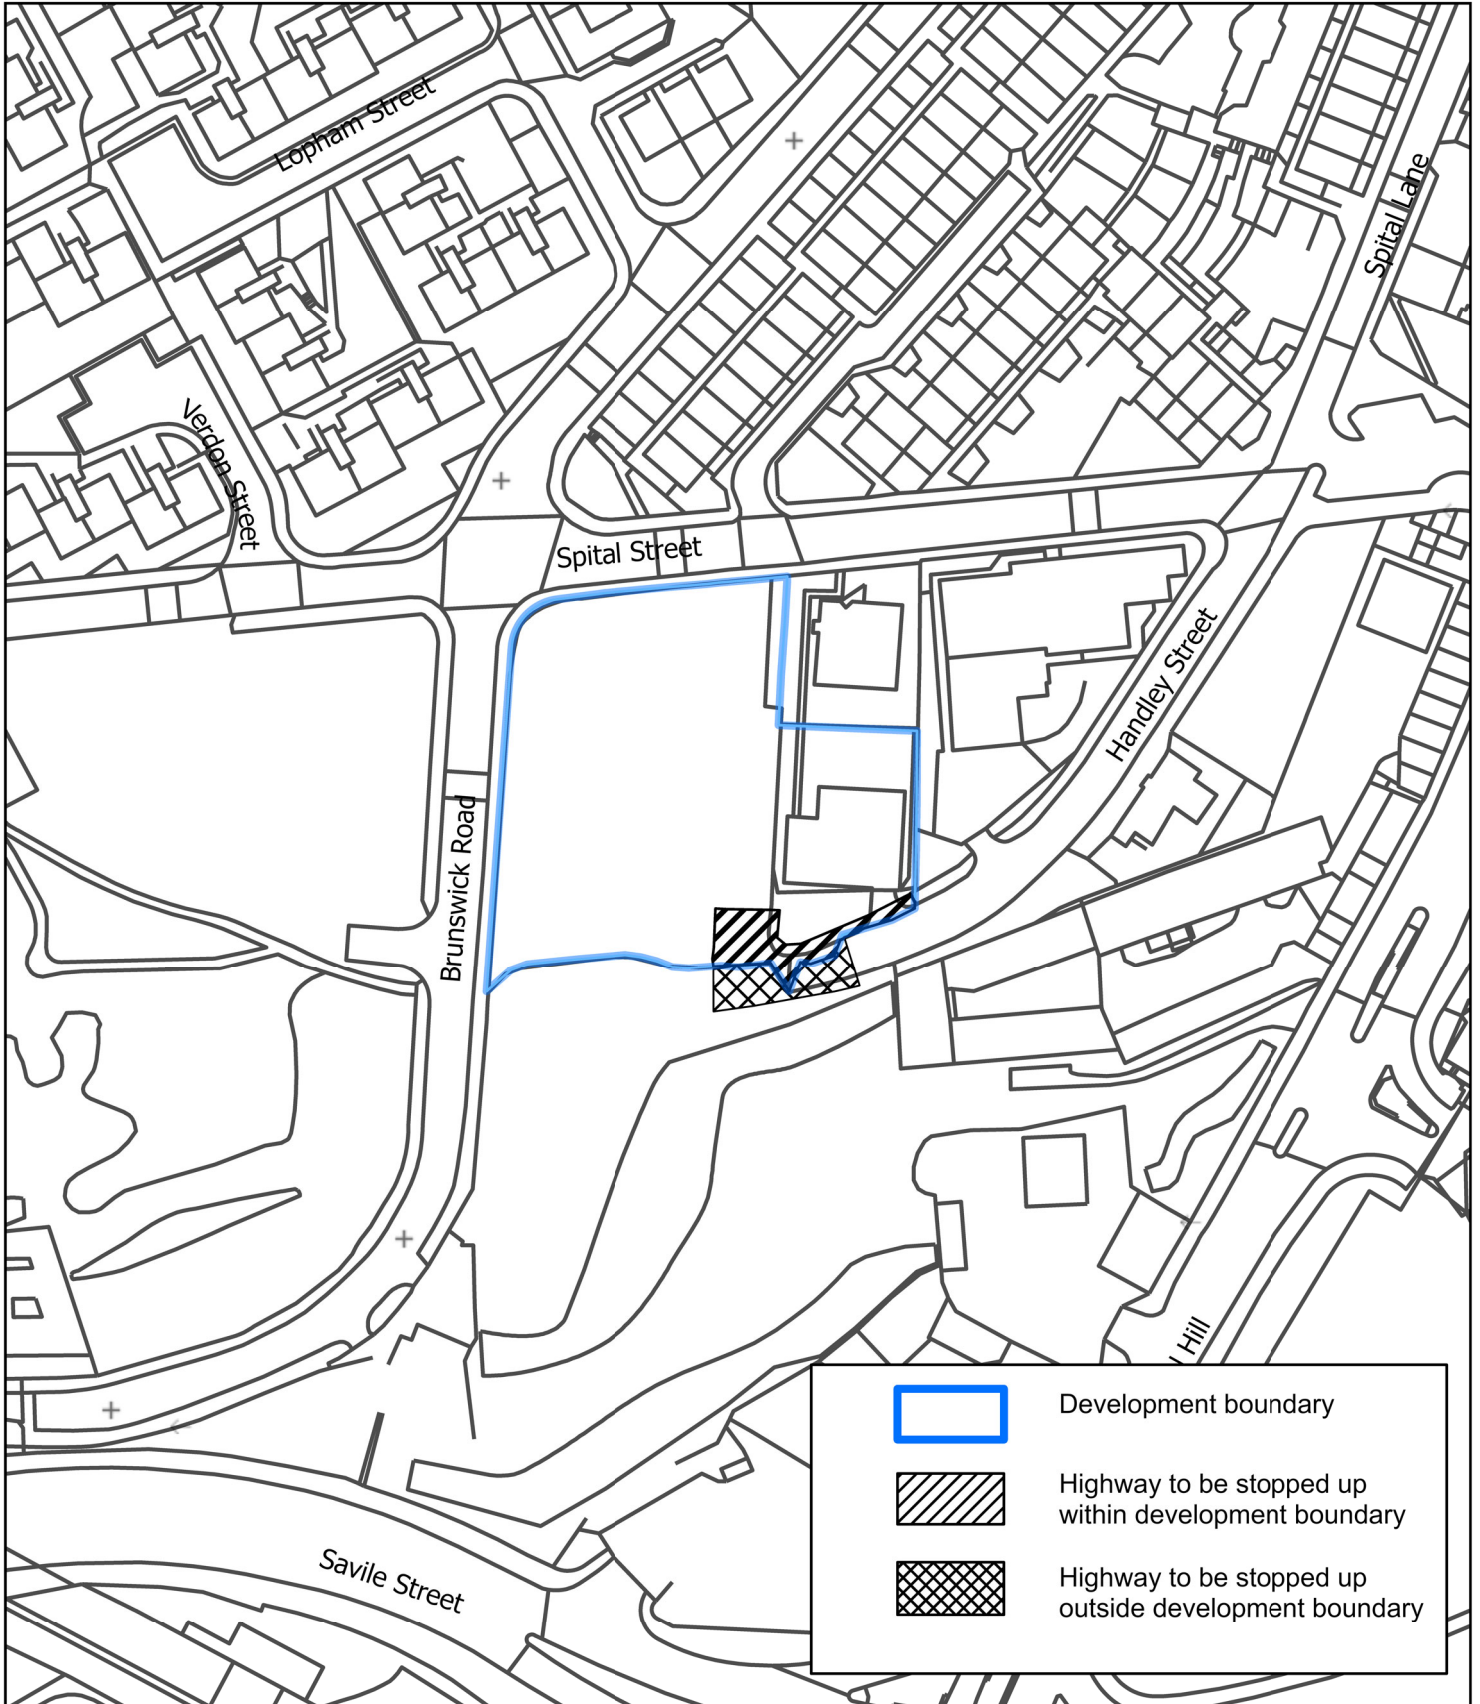 Lopham Street
Spital Lane
Verdon Street
Spital Street
Handley Street
Brunswick Road
Hill
Development boundary
Highway to be stopped up
within development boundary
Highway to be stopped up
outside development boundary
Savile Street